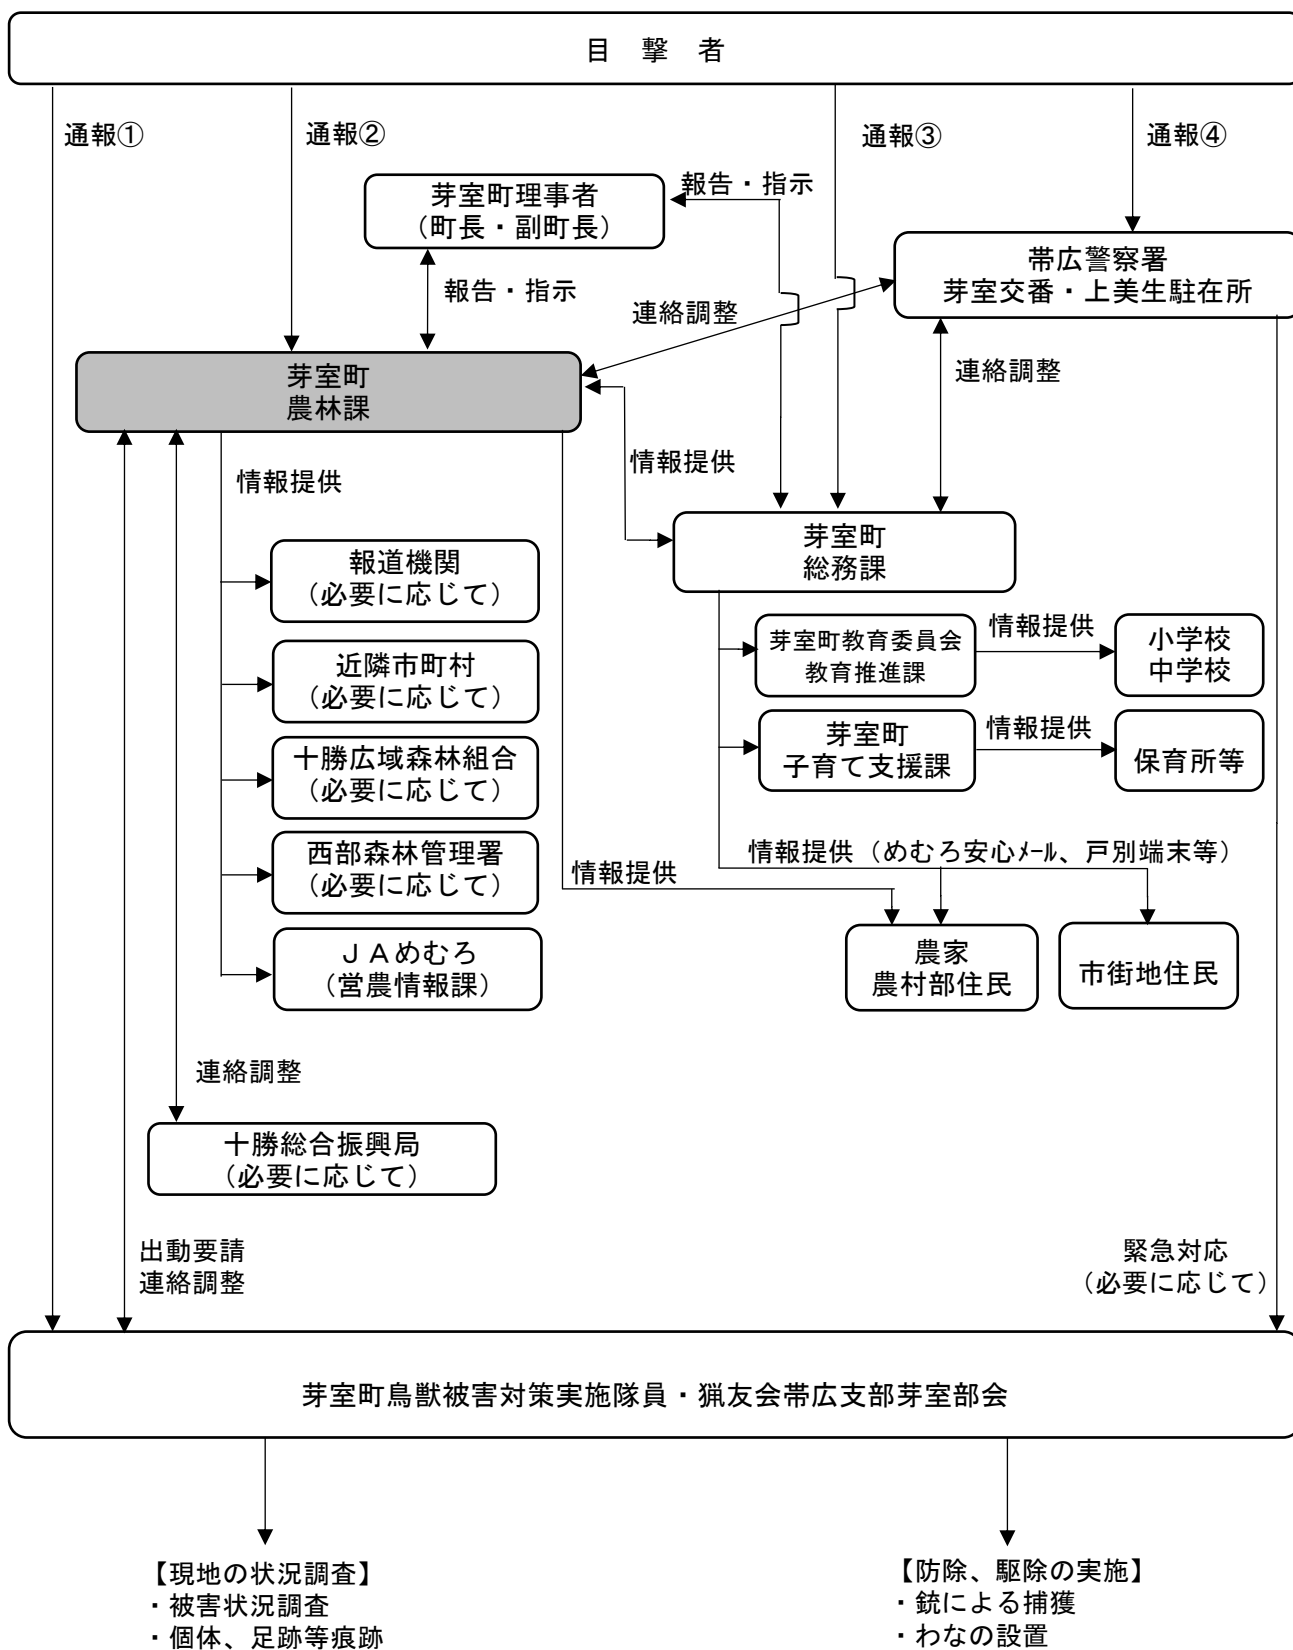 目　撃　者
通報①
通報②
通報③
通報④
芽室町理事者
（町長・副町長）
報告・指示
報告・指示
帯広警察署
芽室交番・上美生駐在所
連絡調整
連絡調整
芽室町
農林課
情報提供
情報提供
芽室町
総務課
報道機関
（必要に応じて）
近隣市町村
（必要に応じて）
十勝広域森林組合
（必要に応じて）
西部森林管理署
（必要に応じて）
ＪＡめむろ
（営農情報課）
芽室町教育委員会
教育推進課
情報提供
小学校
中学校
芽室町
子育て支援課
情報提供
保育所等
情報提供（めむろ安心ﾒｰﾙ、戸別端末等）
情報提供
農家
農村部住民
市街地住民
連絡調整
十勝総合振興局
（必要に応じて）
出動要請
連絡調整
緊急対応
（必要に応じて）
芽室町鳥獣被害対策実施隊員・猟友会帯広支部芽室部会
【現地の状況調査】
・被害状況調査
・個体、足跡等痕跡
【防除、駆除の実施】
・銃による捕獲
・わなの設置